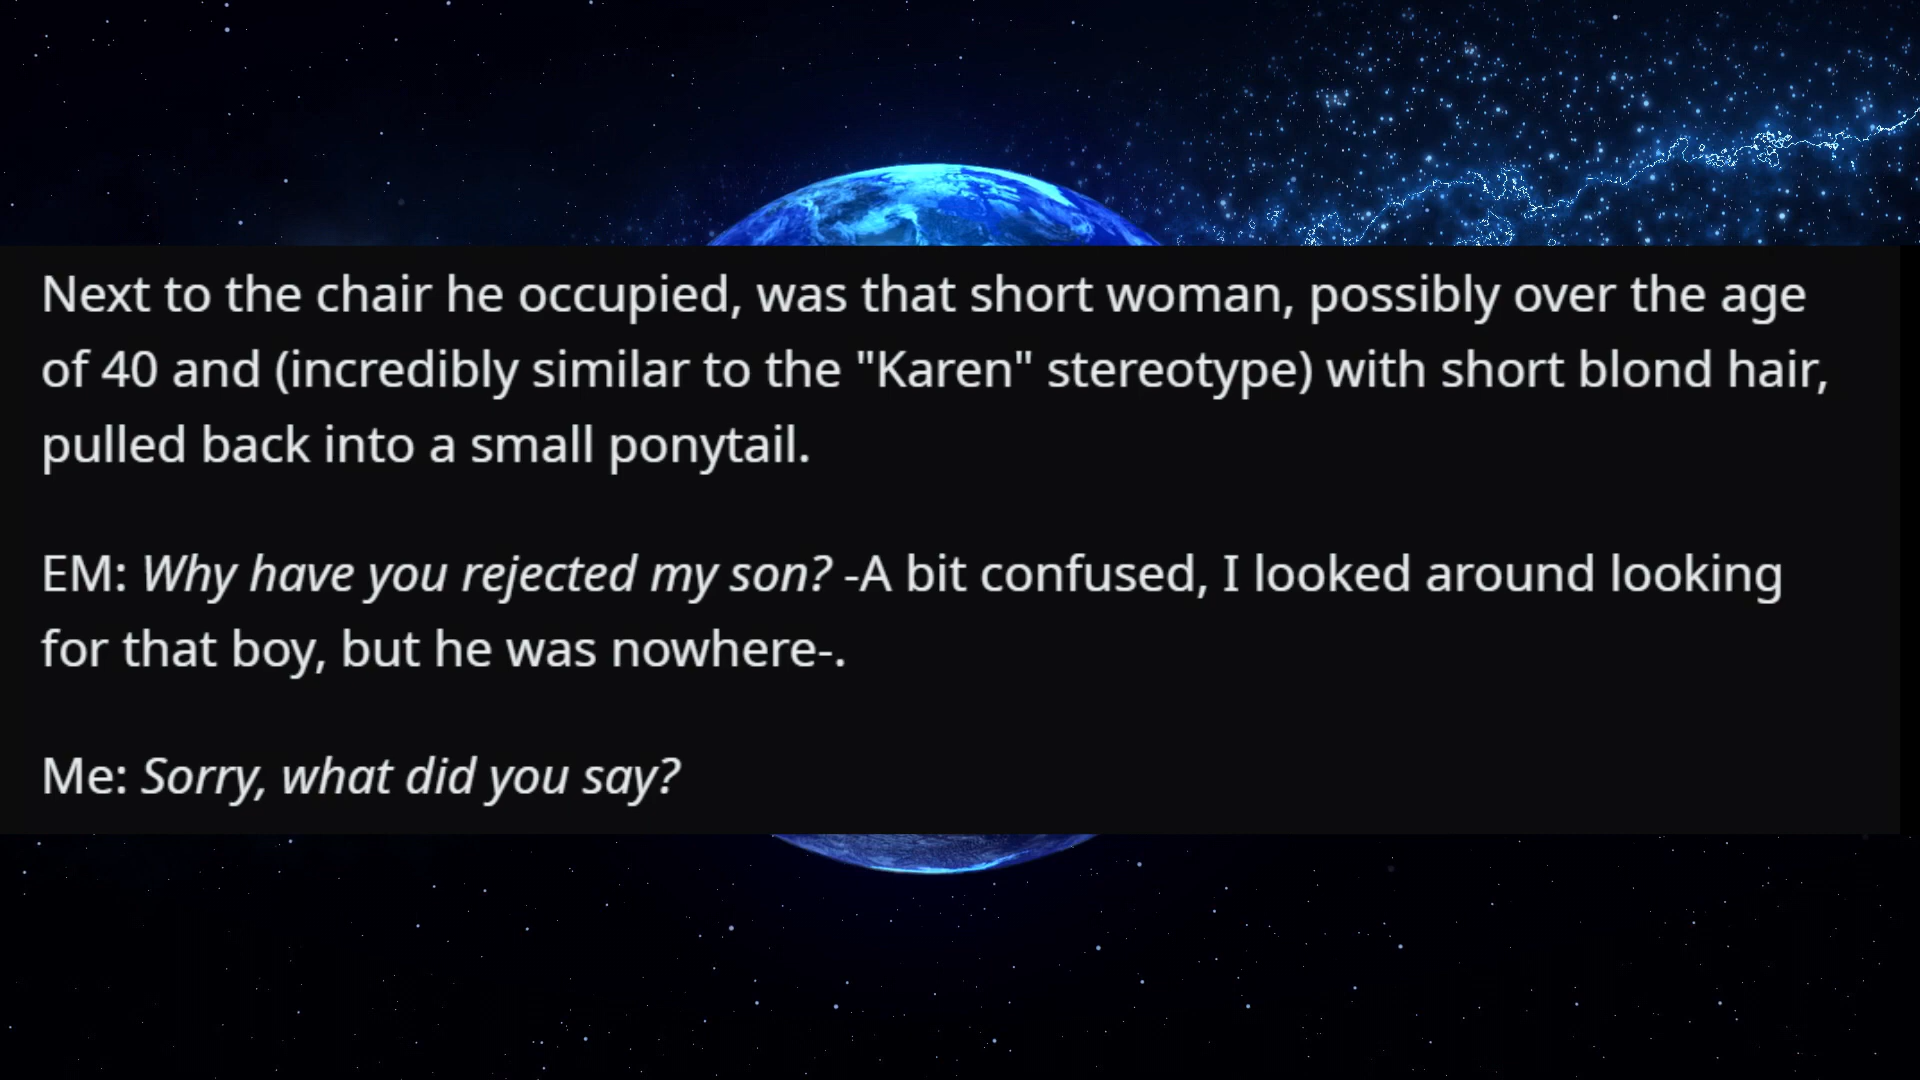 Next to the chair he occupied, was that short woman, possibly over the age
of 40 and (incredibly similar to the "Karen" stereotype) with short blond hair,
pulled back into a small ponytail.
EM: Why have you rejected my son? -A bit confused, I looked around looking
for that boy, but he was nowhere-.
Me: Sorry, what did you say?